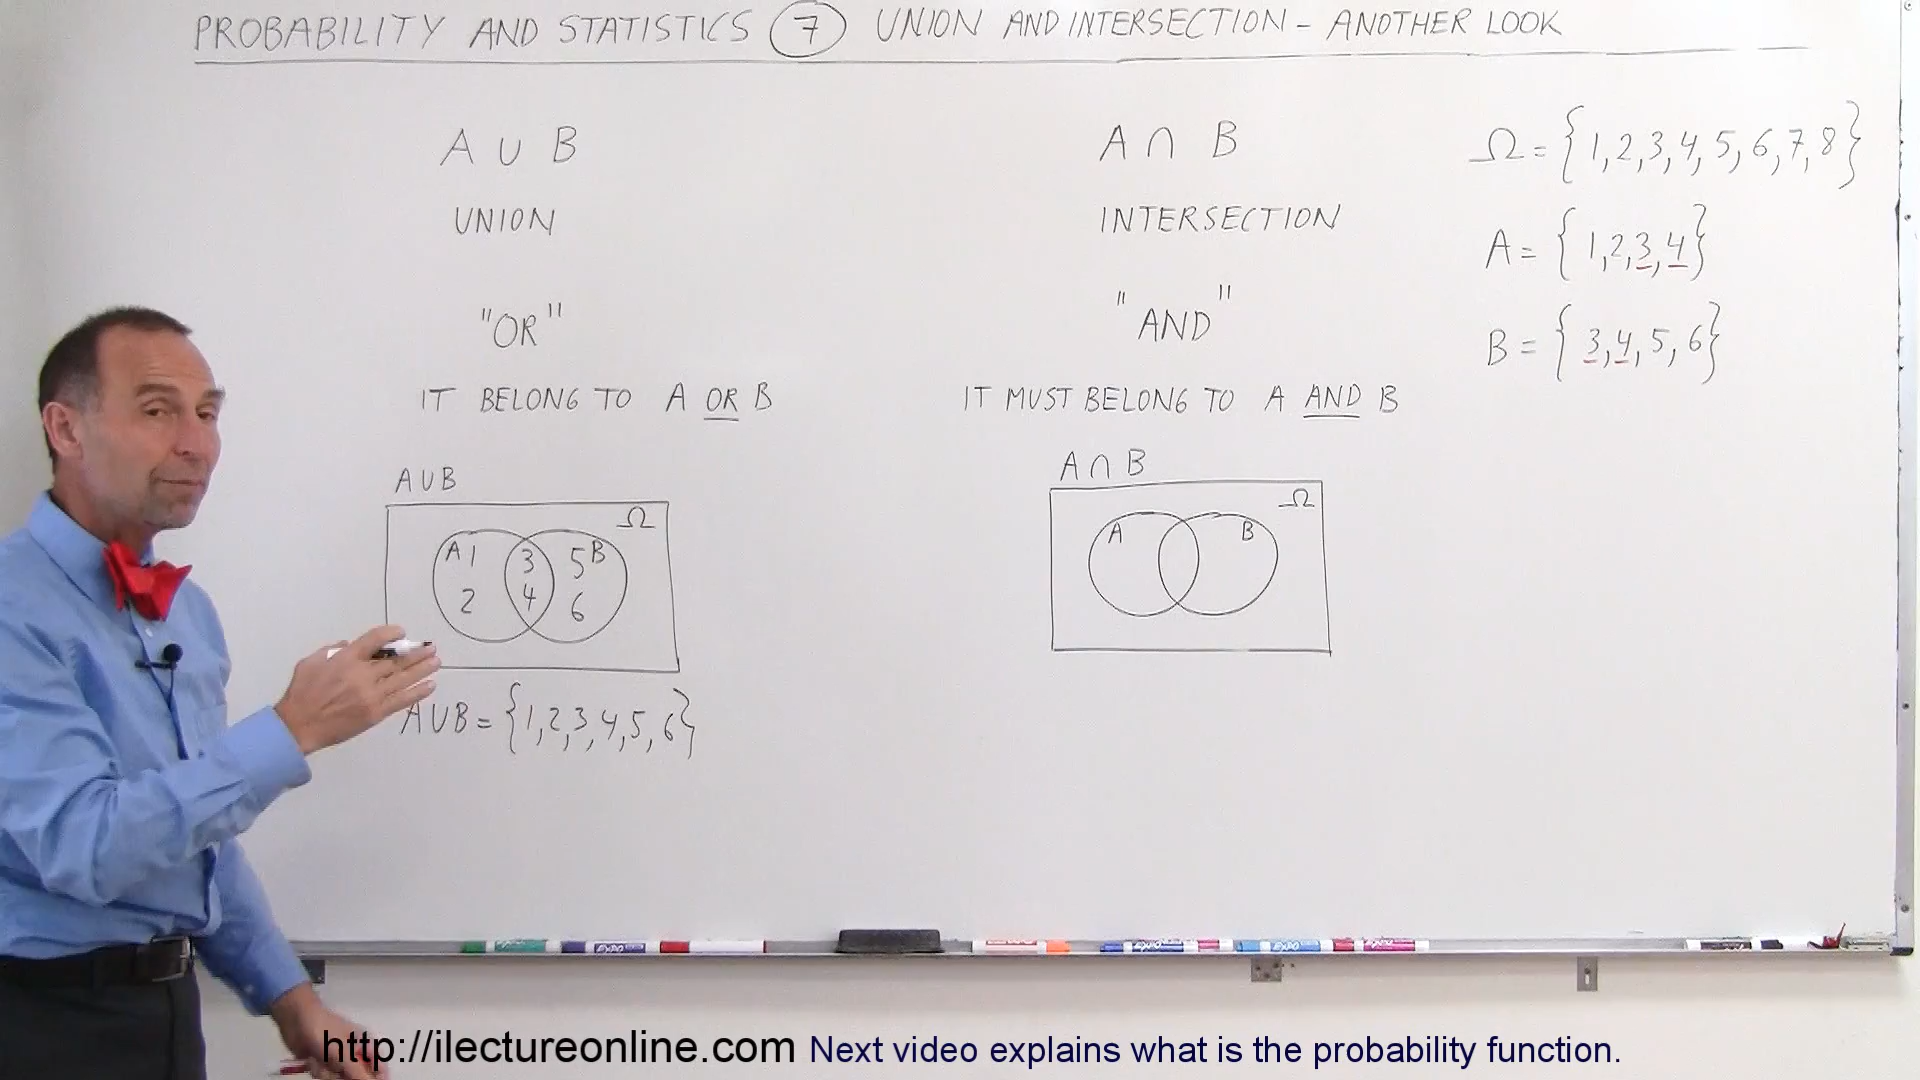 PROBABILITY AND STATISTICS 7 UNION AND INTERSECTION - ANOTHER LOOK
A ∪ B
UNION
"OR"
IT BELONG TO A OR B
A∪B
Ω
A 1 3 5 B
2 4 6
A∪B = {1,2,3,4,5,6}
A ∩ B
INTERSECTION
"AND"
IT MUST BELONG TO A AND B
A ∩ B
Ω
A B
Ω = {1,2,3,4,5,6,7,8}
A = {1,2,3,4}
B = {3,4,5,6}
EXPO
http://ilectureonline.com Next video explains what is the probability function.